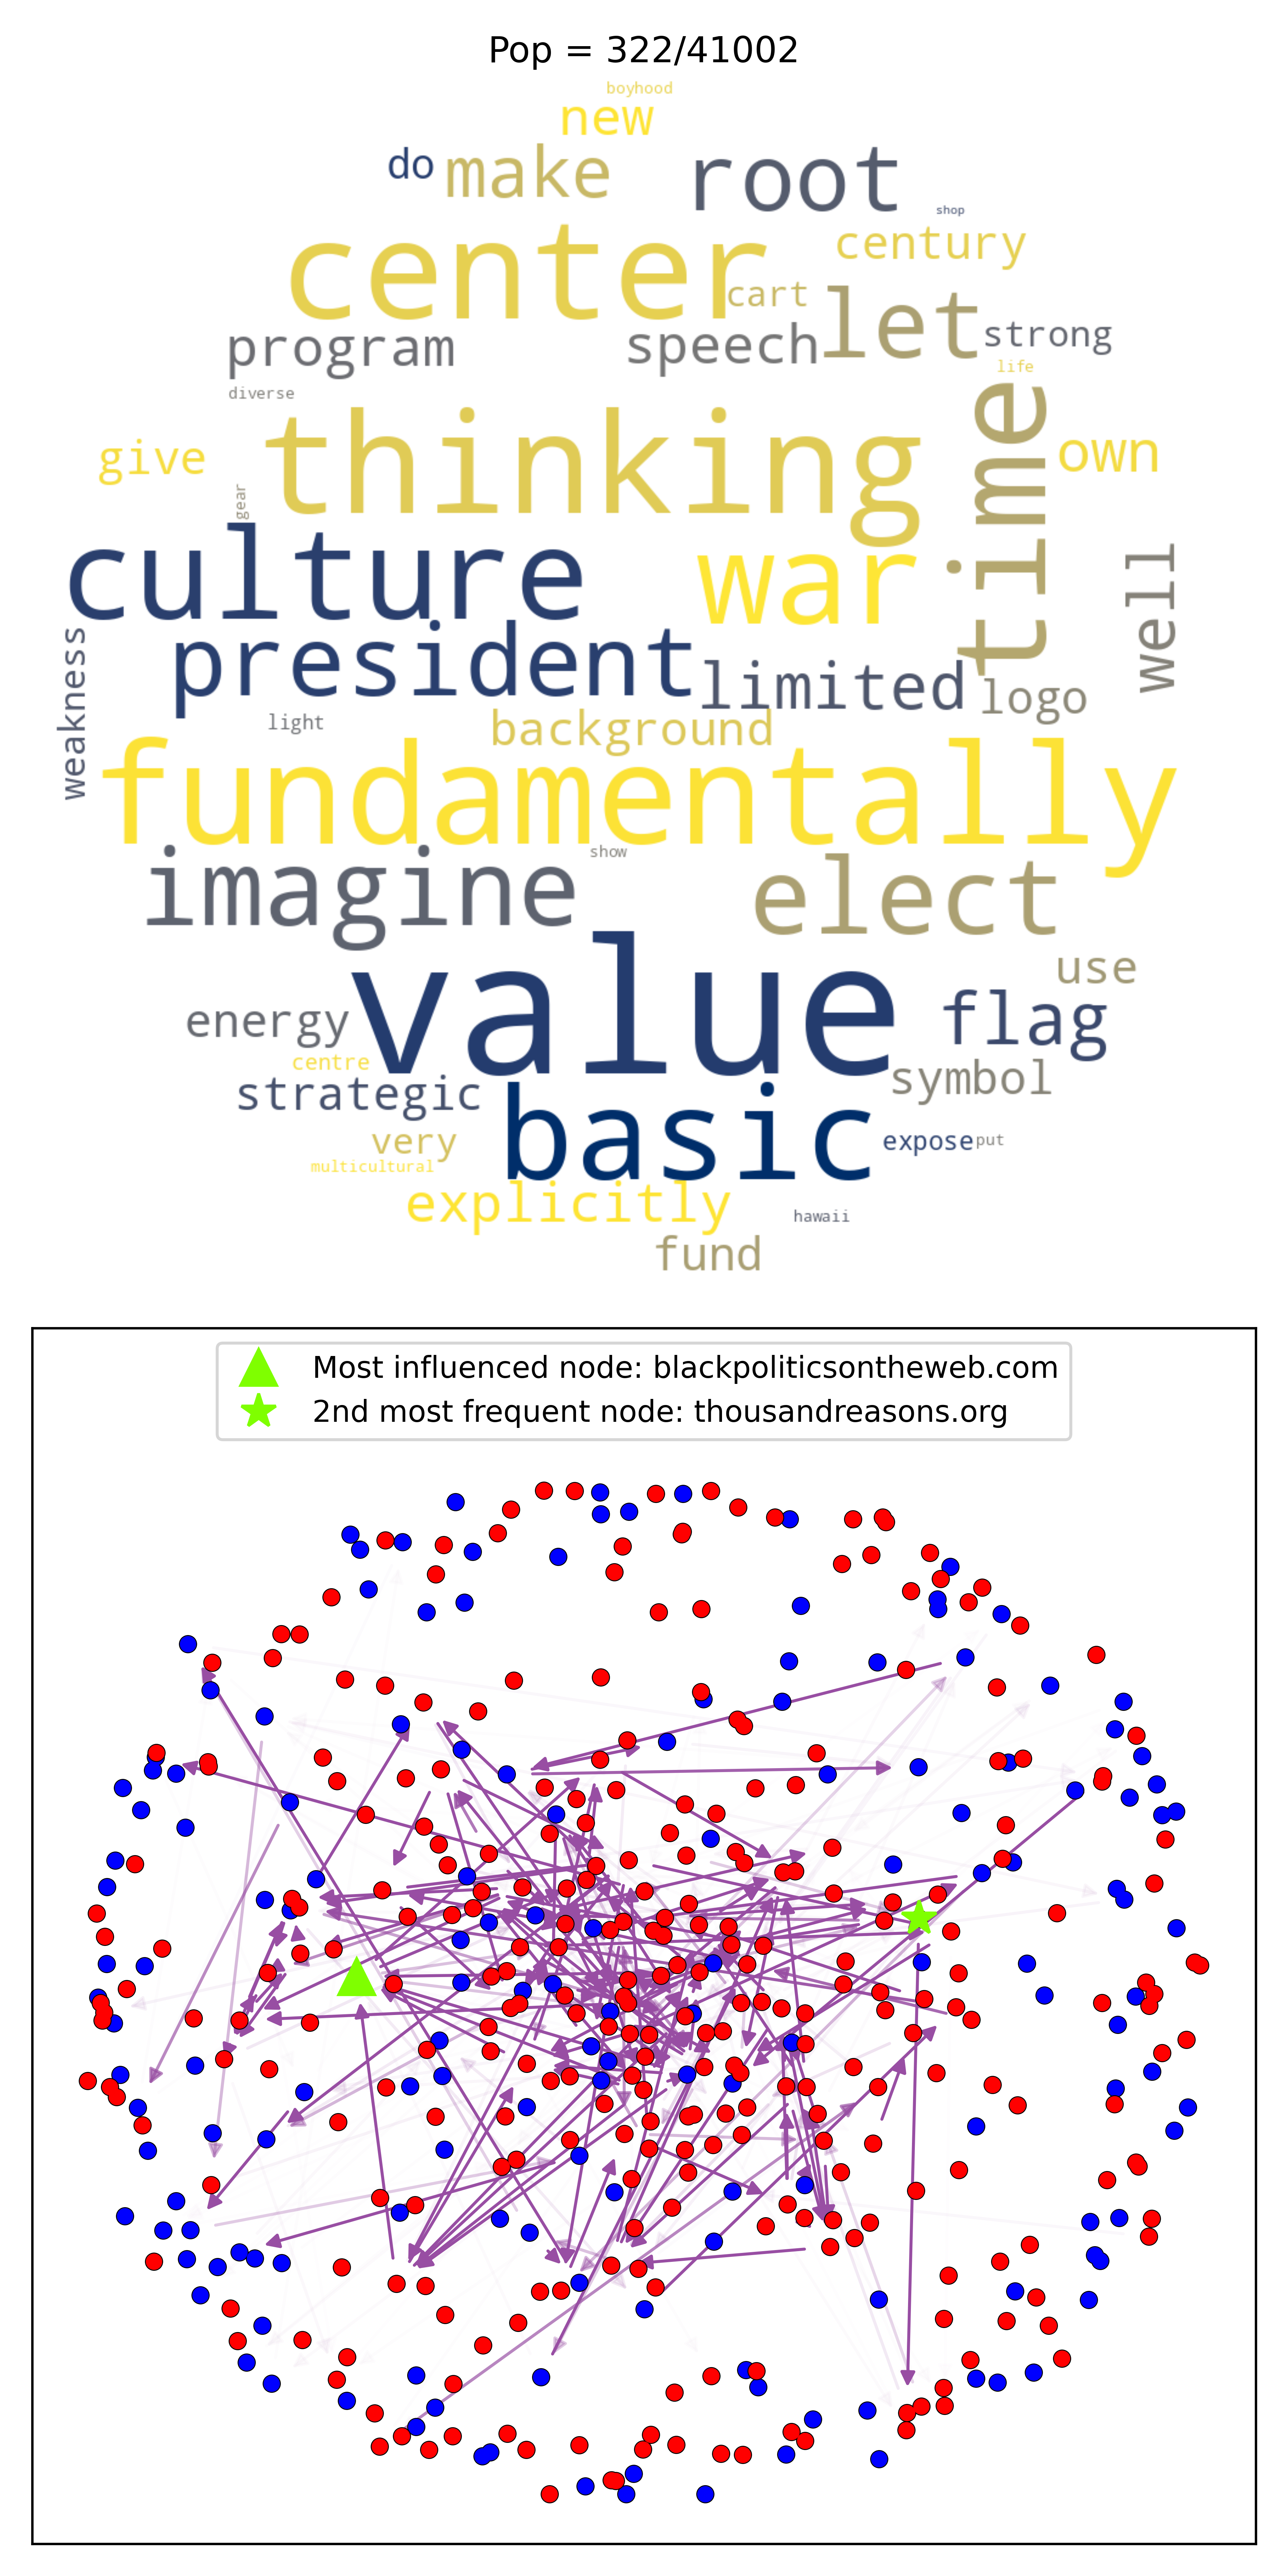 Pop = 322/41002
boyhood
new
do make root
shop
center century
cart let
program speech strong
life
diverse
thinking time own
give
gear
culture war well
president
weakness limited logo
light background
fundamentally
show
imagine elect
value use
energy flag
centre symbol
strategic basic
very expose put
multicultural
explicitly hawaii
fund
Most influenced node: blackpoliticsontheweb.com
2nd most frequent node: thousandreasons.org